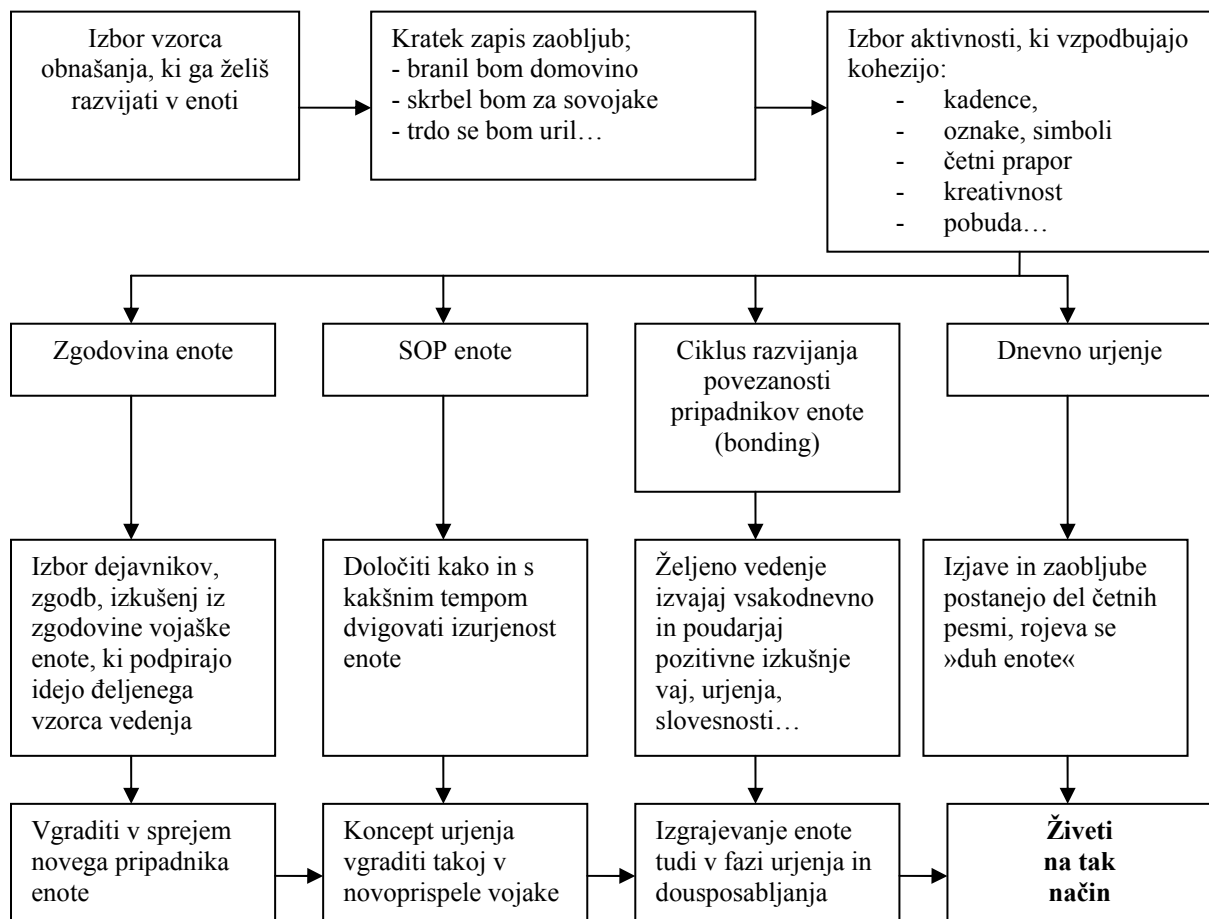 Izbor vzorca
obnašanja, ki ga želiš
razvijati v enoti
Kratek zapis zaobljub;
- branil bom domovino
- skrbel bom za sovojake
- trdo se bom uril…
Izbor aktivnosti, ki vzpodbujajo
kohezijo:
- kadence,
- oznake, simboli
- četni prapor
- kreativnost
- pobuda…
Zgodovina enote
SOP enote
Ciklus razvijanja
povezanosti
pripadnikov enote
(bonding)
Dnevno urjenje
Izbor dejavnikov,
zgodb, izkušenj iz
zgodovine vojaške
enote, ki podpirajo
idejo đeljenega
vzorca vedenja
Določiti kako in s
kakšnim tempom
dvigovati izurjenost
enote
Željeno vedenje
izvajaj vsakodnevno
in poudarjaj
pozitivne izkušnje
vaj, urjenja,
slovesnosti…
Izjave in zaobljube
postanejo del četnih
pesmi, rojeva se
»duh enote«
Vgraditi v sprejem
novega pripadnika
enote
Koncept urjenja
vgraditi takoj v
novoprispele vojake
Izgrajevanje enote
tudi v fazi urjenja in
dousposabljanja
Živeti
na tak
način